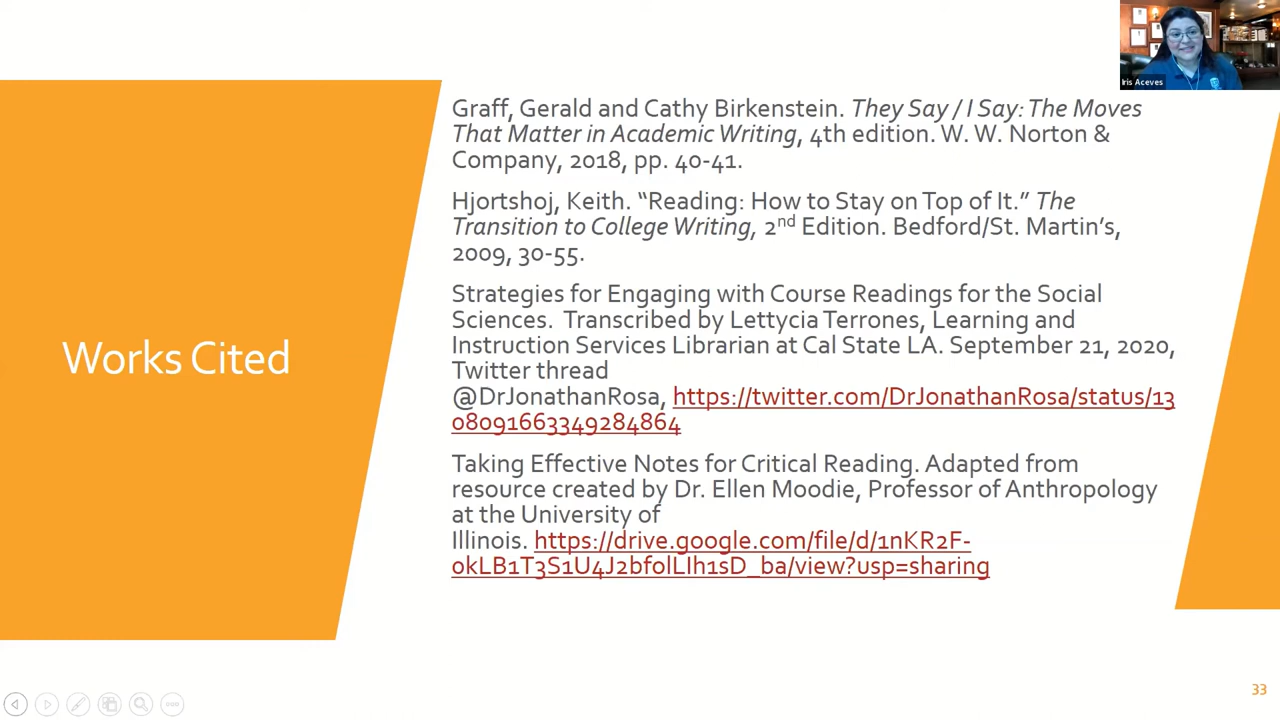 Iris Aceves
Works Cited
Graff, Gerald and Cathy Birkenstein. They Say / I Say: The Moves
That Matter in Academic Writing, 4th edition. W. W. Norton &
Company, 2018, pp. 40-41.
Hjortshoj, Keith. “Reading: How to Stay on Top of It.” The
Transition to College Writing, 2nd Edition. Bedford/St. Martin’s,
2009, 30-55.
Strategies for Engaging with Course Readings for the Social
Sciences.  Transcribed by Lettycia Terrones, Learning and
Instruction Services Librarian at Cal State LA. September 21, 2020,
Twitter thread
@DrJonathanRosa, https://twitter.com/DrJonathanRosa/status/13
08091663349284864
Taking Effective Notes for Critical Reading. Adapted from
resource created by Dr. Ellen Moodie, Professor of Anthropology
at the University of
Illinois. https://drive.google.com/file/d/1nKR2F-
okLB1T3S1U4J2bfolLIh1sD_ba/view?usp=sharing
33